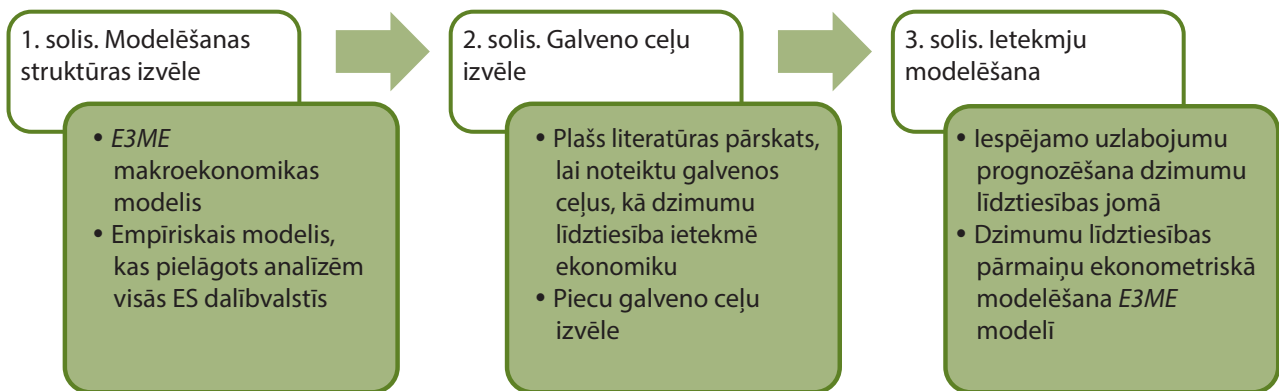 1. solis. Modelēšanas
struktūras izvēle
• E3ME
makroekonomikas
modelis
• Empīriskais modelis,
kas pielāgots analīzēm
visās ES dalībvalstīs
2. solis. Galveno ceļu
izvēle
• Plašs literatūras pārskats,
lai noteiktu galvenos
ceļus, kā dzimumu
līdztiesība ietekmē
ekonomiku
• Piecu galveno ceļu
izvēle
3. solis. Ietekmju
modelēšana
• Iespējamo uzlabojumu
prognozēšana dzimumu
līdztiesības jomā
• Dzimumu līdztiesības
pārmaiņu ekonometriskā
modelēšana E3ME
modelī